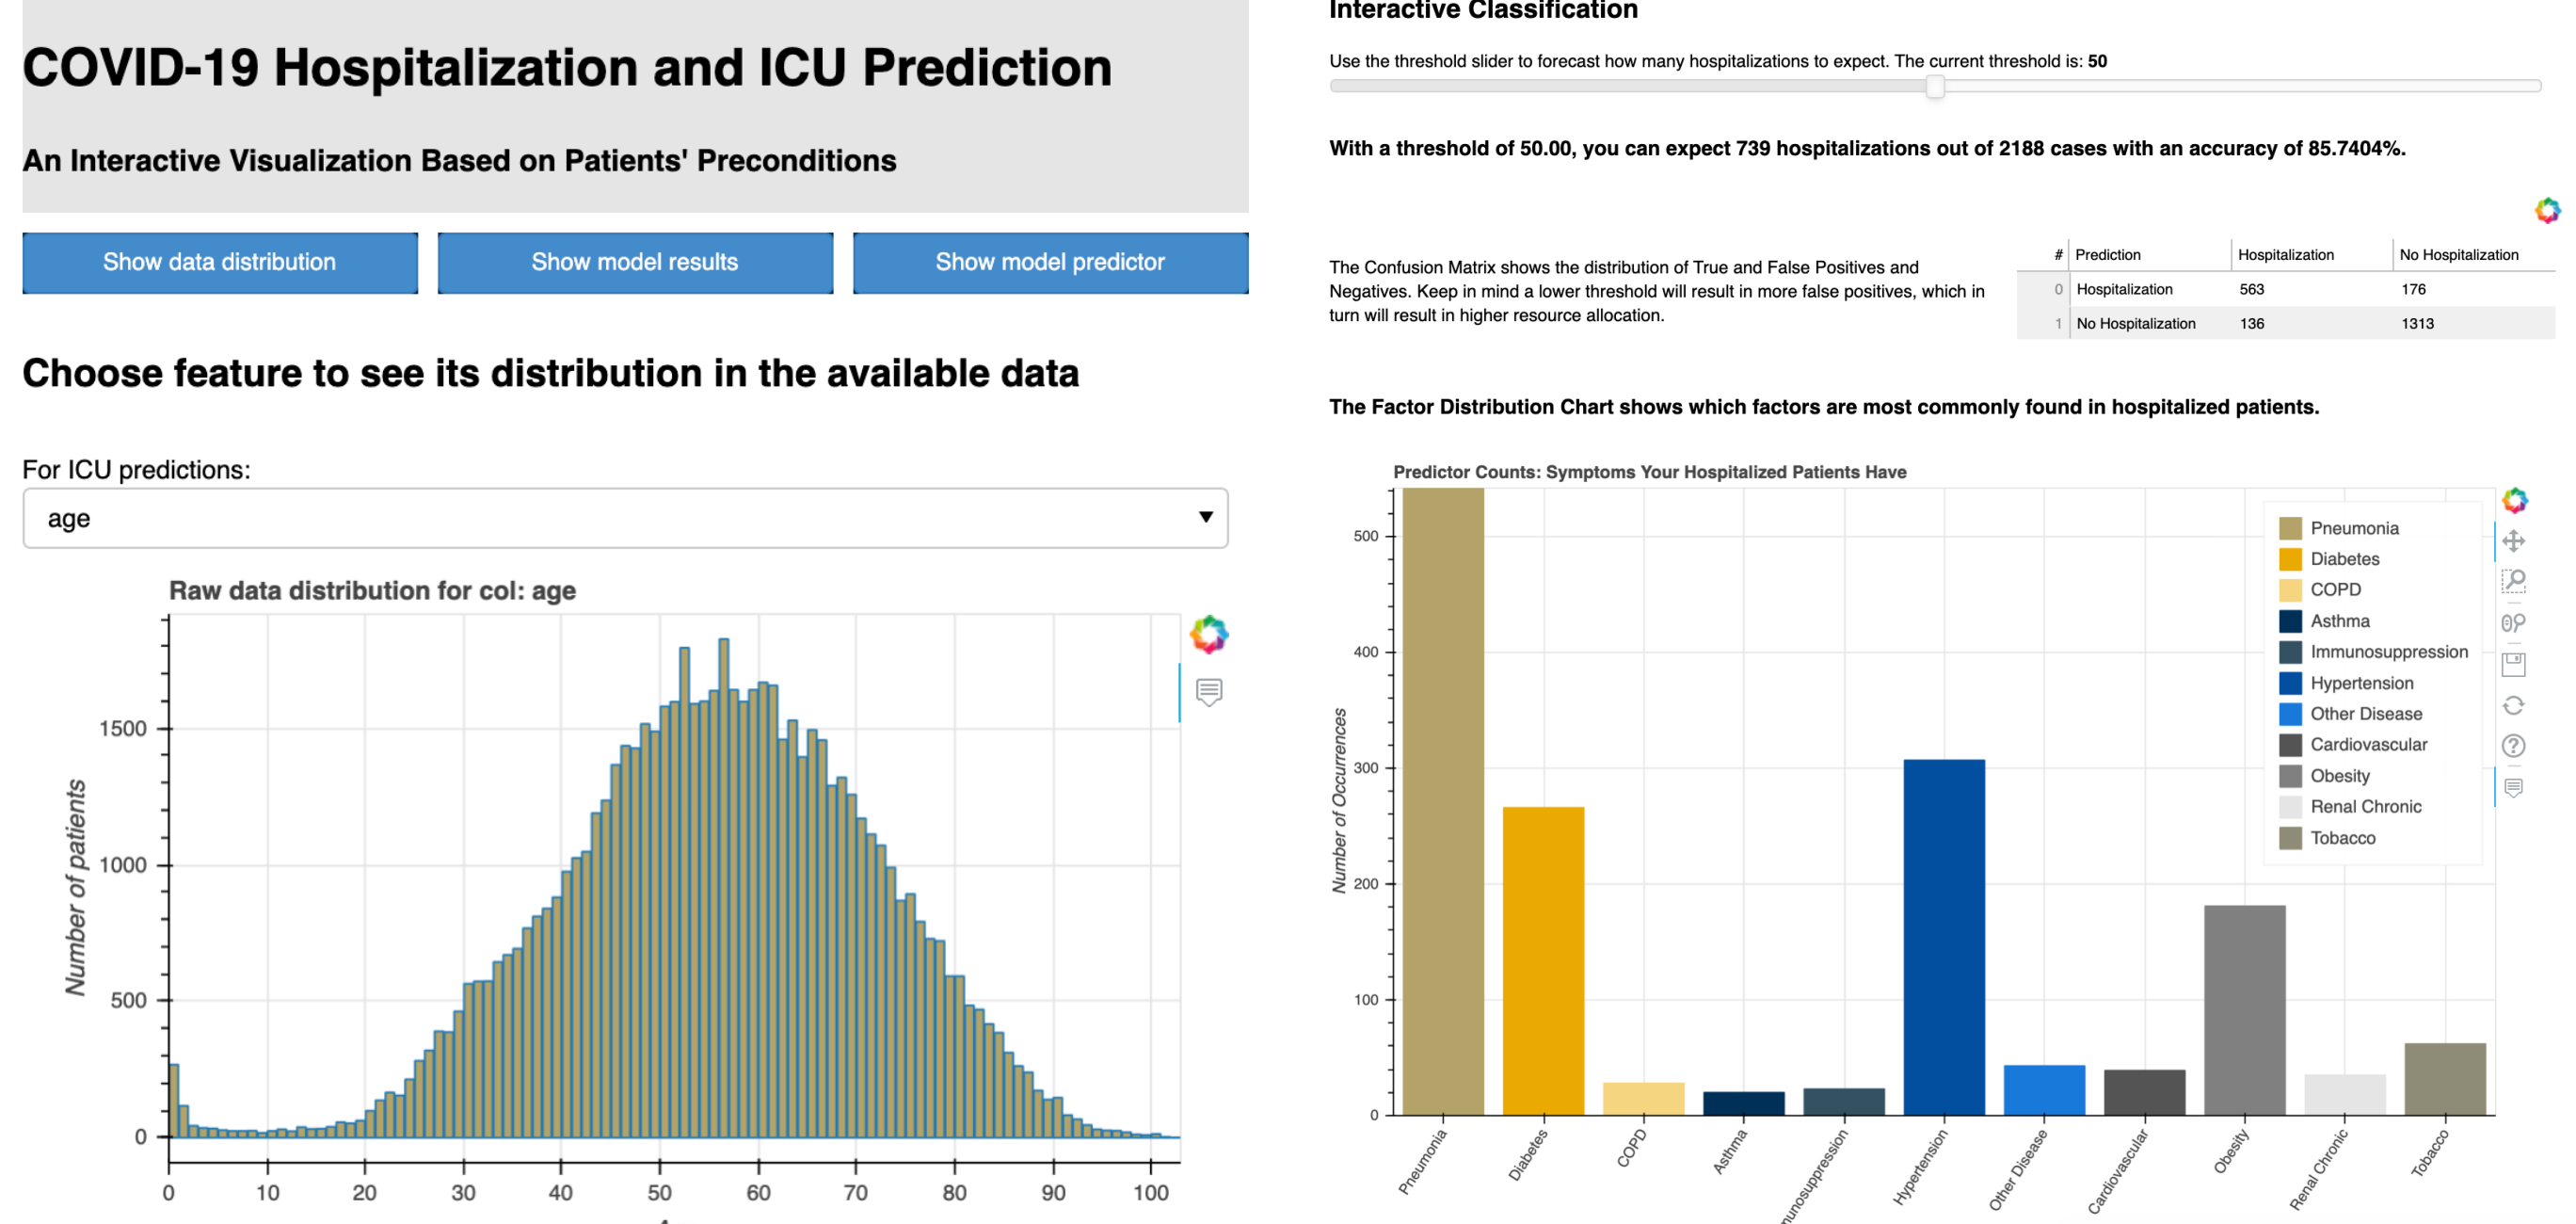 COVID-19 Hospitalization and ICU Prediction
An Interactive Visualization Based on Patients' Preconditions
Show data distribution
Show model results
Show model predictor
Choose feature to see its distribution in the available data
For ICU predictions:
age
Raw data distribution for col: age
Number of patients
1500
1000
500
0
0 10 20 30 40 50 60 70 80 90 100
Interactive Classification
Use the threshold slider to forecast how many hospitalizations to expect. The current threshold is: 50
With a threshold of 50.00, you can expect 739 hospitalizations out of 2188 cases with an accuracy of 85.7404%.
The Confusion Matrix shows the distribution of True and False Positives and
Negatives. Keep in mind a lower threshold will result in more false positives, which in
turn will result in higher resource allocation.
# Prediction Hospitalization No Hospitalization
0 Hospitalization 563 176
1 No Hospitalization 136 1313
The Factor Distribution Chart shows which factors are most commonly found in hospitalized patients.
Predictor Counts: Symptoms Your Hospitalized Patients Have
Number of Occurrences
500
400
300
200
100
0
Pneumonia
Diabetes
COPD
Asthma
Immunosuppression
Hypertension
Other Disease
Cardiovascular
Obesity
Renal Chronic
Tobacco
Pneumonia
Diabetes
COPD
Asthma
nunosuppression
Hypertension
Other Disease
Cardiovascular
Obesity
Renal Chronic
Tobacco